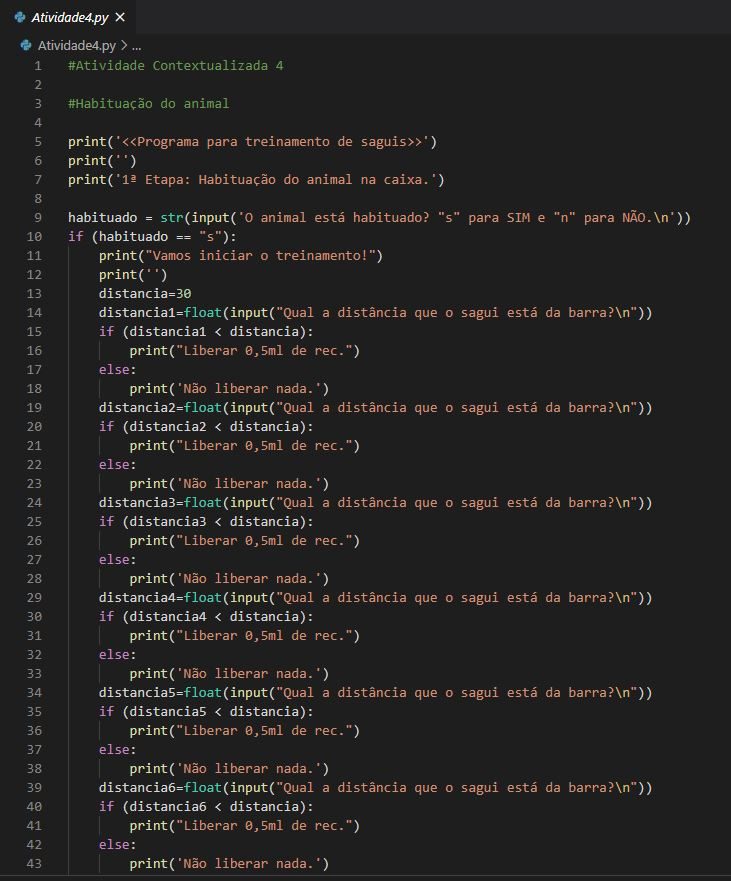 Atividade4.py ×
Atividade4.py > ...
1 #Atividade Contextualizada 4
2
3 #Habituação do animal
4
5 print('<<Programa para treinamento de saguis>>')
6 print('')
7 print('1ª Etapa: Habituação do animal na caixa.')
8
9 habituado = str(input('O animal está habituado? "s" para SIM e "n" para NÃO.\n'))
10 if (habituado == "s"):
11     print("Vamos iniciar o treinamento!")
12     print('')
13     distancia=30
14     distancia1=float(input("Qual a distância que o sagui está da barra?\n"))
15     if (distancia1 < distancia):
16         print("Liberar 0,5ml de rec.")
17     else:
18         print('Não liberar nada.')
19     distancia2=float(input("Qual a distância que o sagui está da barra?\n"))
20     if (distancia2 < distancia):
21         print("Liberar 0,5ml de rec.")
22     else:
23         print('Não liberar nada.')
24     distancia3=float(input("Qual a distância que o sagui está da barra?\n"))
25     if (distancia3 < distancia):
26         print("Liberar 0,5ml de rec.")
27     else:
28         print('Não liberar nada.')
29     distancia4=float(input("Qual a distância que o sagui está da barra?\n"))
30     if (distancia4 < distancia):
31         print("Liberar 0,5ml de rec.")
32     else:
33         print('Não liberar nada.')
34     distancia5=float(input("Qual a distância que o sagui está da barra?\n"))
35     if (distancia5 < distancia):
36         print("Liberar 0,5ml de rec.")
37     else:
38         print('Não liberar nada.')
39     distancia6=float(input("Qual a distância que o sagui está da barra?\n"))
40     if (distancia6 < distancia):
41         print("Liberar 0,5ml de rec.")
42     else:
43         print('Não liberar nada.')